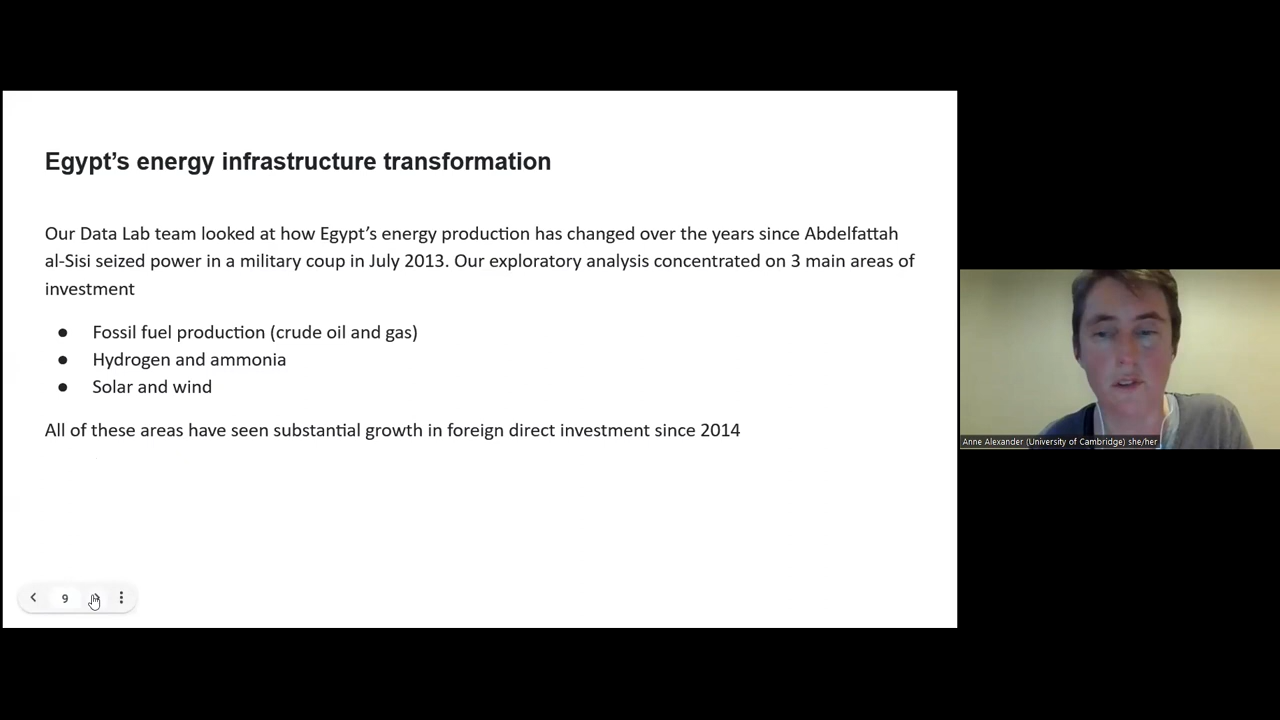 Egypt’s energy infrastructure transformation
Our Data Lab team looked at how Egypt’s energy production has changed over the years since Abdelfattah
al-Sisi seized power in a military coup in July 2013. Our exploratory analysis concentrated on 3 main areas of
investment
● Fossil fuel production (crude oil and gas)
● Hydrogen and ammonia
● Solar and wind
All of these areas have seen substantial growth in foreign direct investment since 2014
9
Anne Alexander (University of Cambridge) she/her